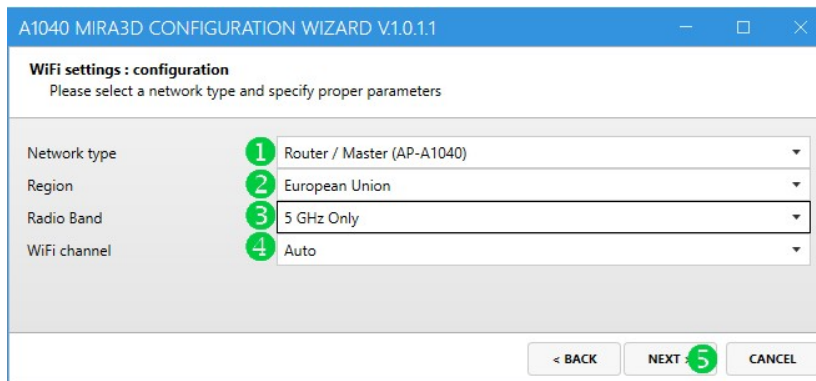 A1040 MIRA3D CONFIGURATION WIZARD V.1.0.1.1
WiFi settings : configuration
Please select a network type and specify proper parameters
Network type 1 Router / Master (AP-A1040)
Region 2 European Union
Radio Band 3 5 GHz Only
WiFi channel 4 Auto
< BACK NEXT > 5 CANCEL